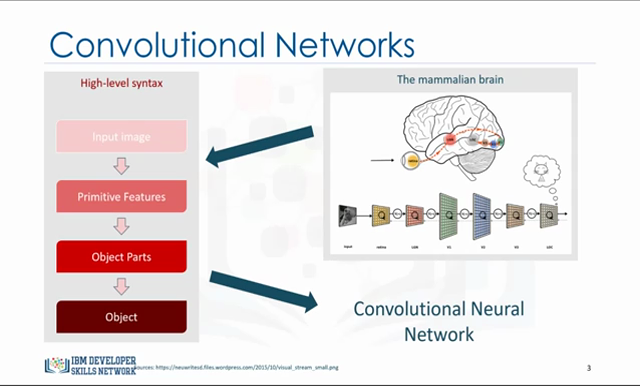 Convolutional Networks
High-level syntax
Input image
Primitive Features
Object Parts
Object
The mammalian brain
input
retina
LGN
V1
V2
LOC
Convolutional Neural
Network
IBM DEVELOPER
SKILLS NETWORK
Sources: https://neuwritesd.files.wordpress.com/2015/10/visual_stream_small.png
3